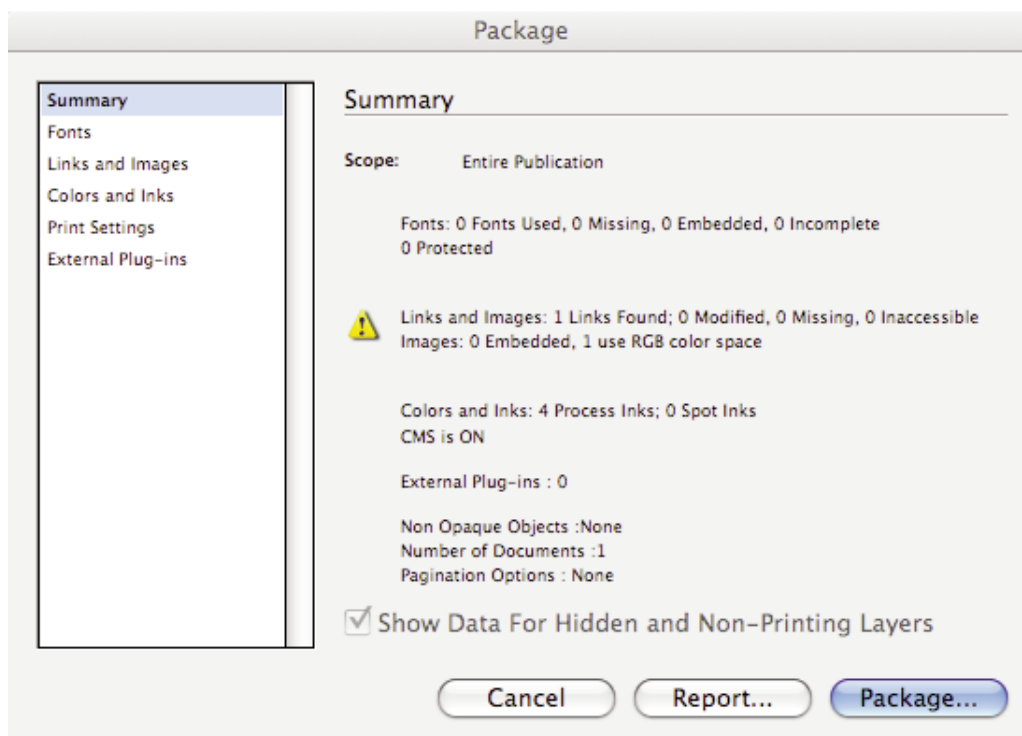 Package
Summary
Fonts
Links and Images
Colors and Inks
Print Settings
External Plug-ins
Summary
Scope: Entire Publication
Fonts: 0 Fonts Used, 0 Missing, 0 Embedded, 0 Incomplete
0 Protected
Links and Images: 1 Links Found; 0 Modified, 0 Missing, 0 Inaccessible
Images: 0 Embedded, 1 use RGB color space
Colors and Inks: 4 Process Inks; 0 Spot Inks
CMS is ON
External Plug-ins : 0
Non Opaque Objects :None
Number of Documents :1
Pagination Options : None
Show Data For Hidden and Non-Printing Layers
Cancel Report... Package...